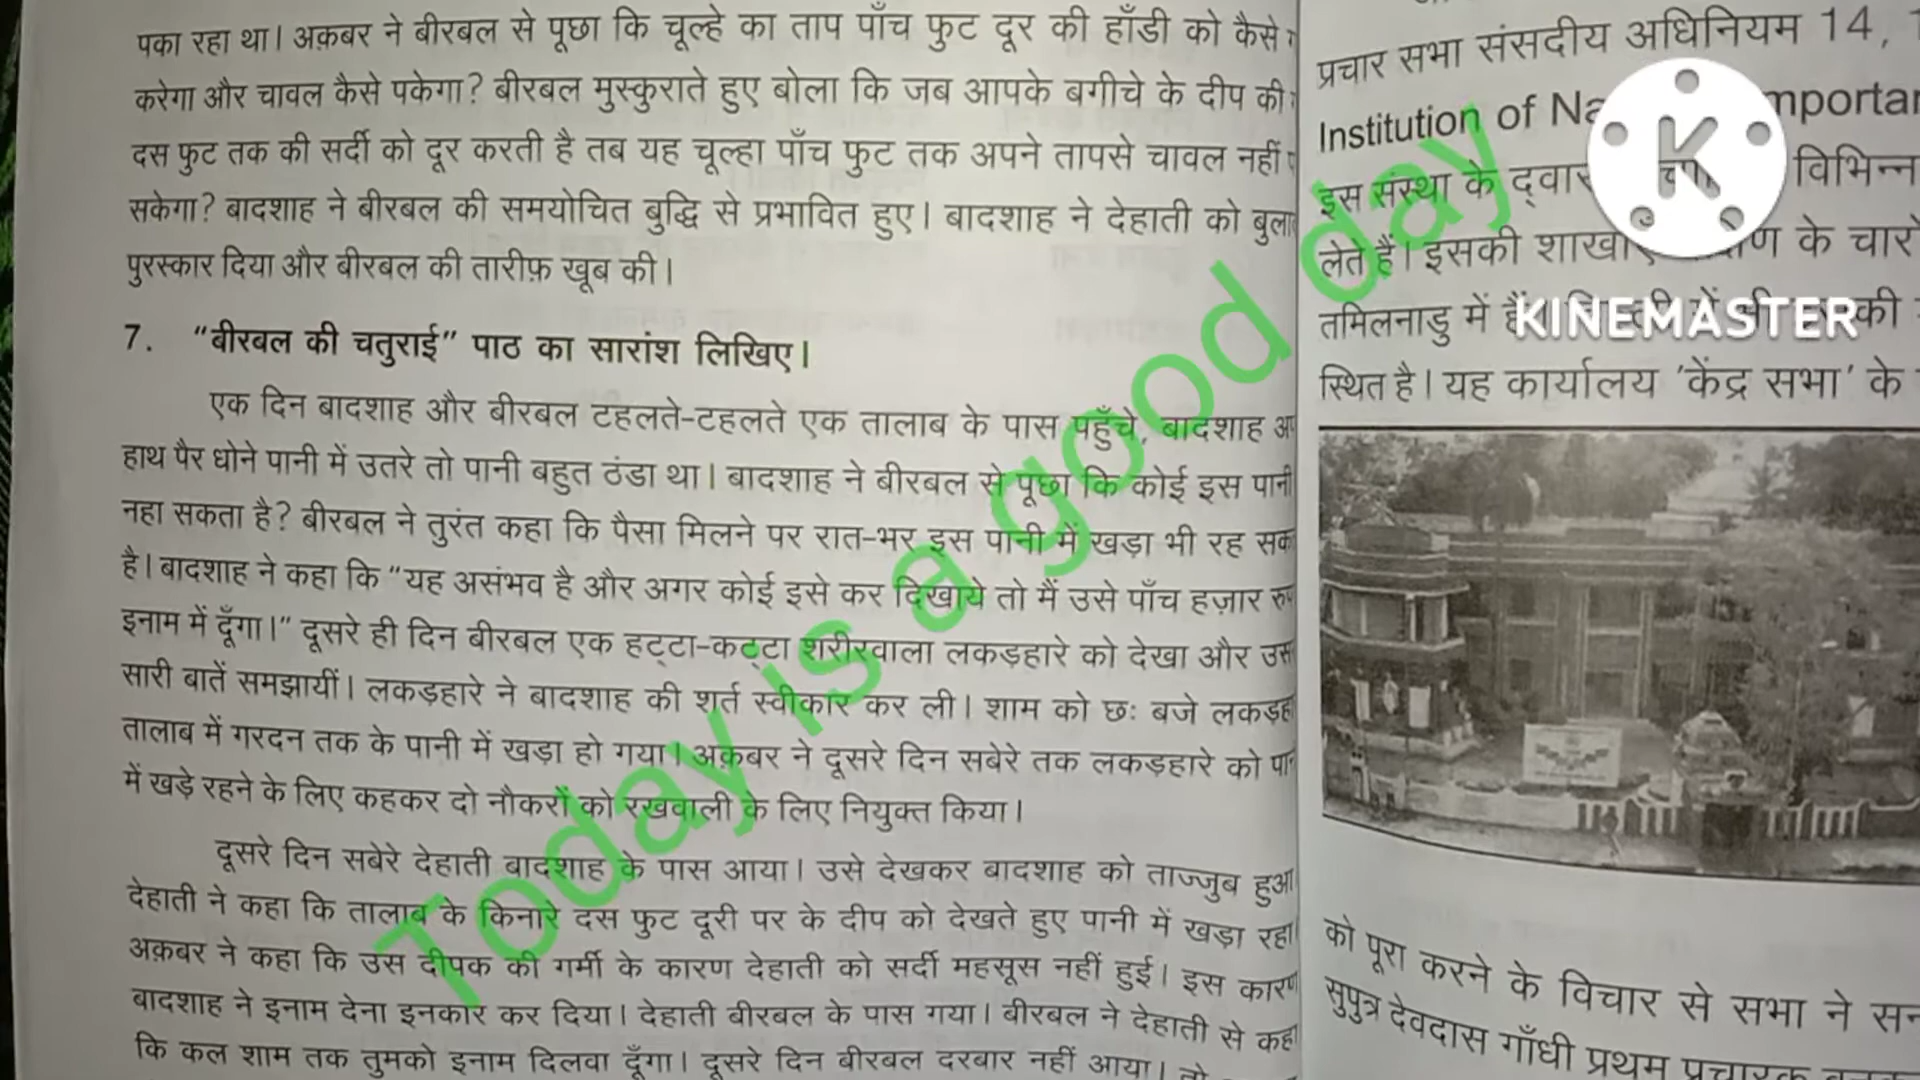 पका रहा था। अक़बर ने बीरबल से पूछा कि चूल्हे का ताप पाँच फुट दूर की हाँडी को कैसे
करेगा और चावल कैसे पकेगा? बीरबल मुस्कुराते हुए बोला कि जब आपके बगीचे के दीप की
दस फुट तक की सर्दी को दूर करती है तब यह चूल्हा पाँच फुट तक अपने तापसे चावल नहीं
सकेगा? बादशाह ने बीरबल की समयोचित बुद्धि से प्रभावित हुए। बादशाह ने देहाती को
पुरस्कार दिया और बीरबल की तारीफ़ खूब की।
7. "बीरबल की चतुराई" पाठ का सारांश लिखिए।
एक दिन बादशाह और बीरबल टहलते-टहलते एक तालाब के पास पहुँचे, बादशाह
हाथ पैर धोने पानी में उतरे तो पानी बहुत ठंडा था। बादशाह ने बीरबल से पूछा कि कोई इस पानी
नहा सकता है? बीरबल ने तुरंत कहा कि पैसा मिलने पर रात-भर इस पानी में खड़ा भी रह
है। बादशाह ने कहा कि "यह असंभव है और अगर कोई इसे कर दिखाये तो मैं उसे पाँच हज़ार
इनाम में दूँगा।" दूसरे ही दिन बीरबल एक हट्टा-कट्टा शरीरवाला लकड़हारे को देखा और
सारी बातें समझायीं। लकड़हारे ने बादशाह की शर्त स्वीकार कर ली। शाम को छः बजे
तालाब में गरदन तक के पानी में खड़ा हो गया। अक़बर ने दूसरे दिन सबेरे तक लकड़हारे को
में खड़े रहने के लिए कहकर दो नौकरों को रखवाली के लिए नियुक्त किया।
दूसरे दिन सबेरे देहाती बादशाह के पास आया। उसे देखकर बादशाह को ताज्जुब हुआ
देहाती ने कहा कि तालाब के किनारे दस फुट दूरी पर के दीप को देखते हुए पानी में खड़ा रहा
अक़बर ने कहा कि उस दीपक की गर्मी के कारण देहाती को सर्दी महसूस नहीं हुई। इस कारण
बादशाह ने इनाम देना इनकार कर दिया। देहाती बीरबल के पास गया। बीरबल ने देहाती से कहा
कि कल शाम तक तुमको इनाम दिलवा दूँगा। दूसरे दिन बीरबल दरबार नहीं आया।
प्रचार सभा संसदीय अधिनियम 14,
Institution of
इस संस्था के विभिन्न
लेते हैं। इसकी के
तमिलनाडु में की
स्थित है। यह कार्यालय 'केंद्र सभा' के
को पूरा करने के विचार से सभा ने
सुपुत्र देवदास गाँधी प्रथम
Today is a good day
K
KINEMASTER